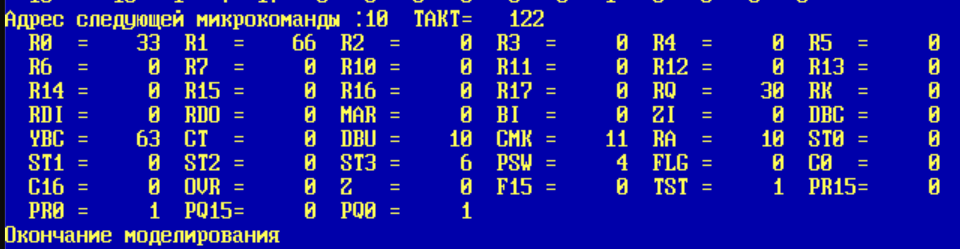 Адрес следующей микрокоманды :10 ТАКТ= 122
R0 = 33 R1 = 66 R2 = 0 R3 = 0 R4 = 0 R5 = 0
R6 = 0 R7 = 0 R10 = 0 R11 = 0 R12 = 0 R13 = 0
R14 = 0 R15 = 0 R16 = 0 R17 = 0 RQ = 30 RK = 0
RDI = 0 RDO = 0 MAR = 0 BI = 0 ZI = 0 DBC = 0
YBC = 63 CT = 0 DBU = 10 CMK = 11 RA = 10 ST0 = 0
ST1 = 0 ST2 = 0 ST3 = 6 PSW = 4 FLG = 0 C0 = 0
C16 = 0 OVR = 0 Z = 0 F15 = 0 TST = 1 PR15= 0
PR0 = 1 PQ15= 0 PQ0 = 1
Окончание моделирования